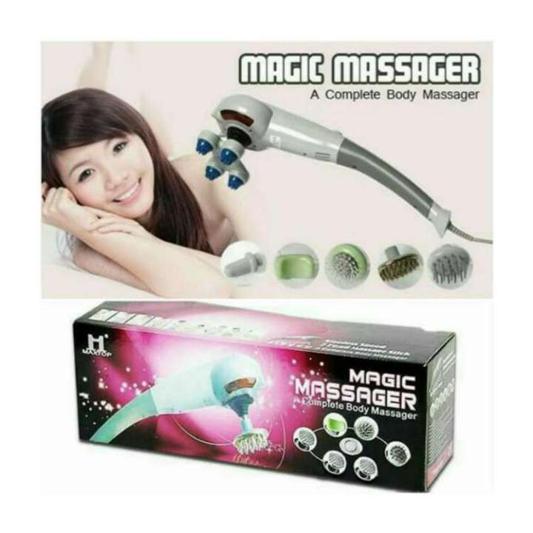 MAGIC MASSAGER
A Complete Body Massager
MAXTOP
MAGIC
MASSAGER
A Complete Body Massager